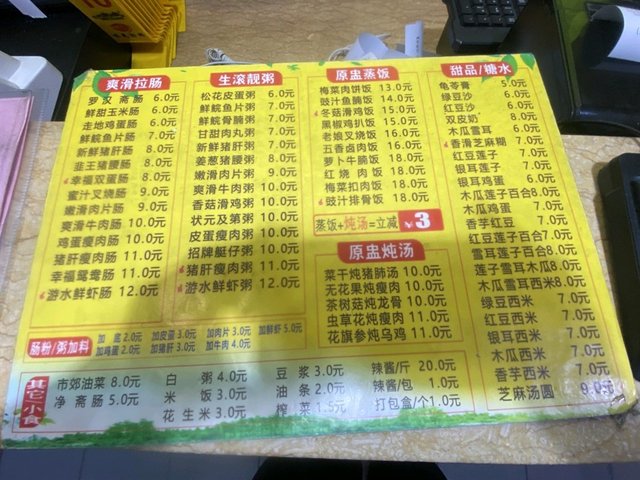 爽滑拉肠
罗汉斋肠 6.0元
鲜甜玉米肠 6.0元
走地鸡蛋肠 6.0元
鲜鲩鱼片肠 7.0元
新鲜猪肝肠 8.0元
韭王猪腰肠 8.0元
幸福双蛋肠 8.0元
蜜汁叉烧肠 9.0元
嫩滑肉片肠 9.0元
爽滑牛肉肠 10.0元
鸡蛋瘦肉肠 10.0元
猪肝瘦肉肠 11.0元
幸福鸳鸯肠 11.0元
游水鲜虾肠 12.0元
生滚靓粥
松花皮蛋粥 6.0元
鲜鲩鱼片粥 7.0元
鲜鲩鱼骨腩粥 7.0元
甘甜肉丸粥 7.0元
新鲜猪肝粥 7.0元
姜葱猪腰粥 8.0元
嫩滑肉片粥 9.0元
爽滑牛肉粥 10.0元
香菇滑鸡粥 10.0元
状元及第粥 10.0元
皮蛋瘦肉粥 10.0元
招牌艇仔粥 10.0元
猪肝瘦肉粥 11.0元
游水鲜虾粥 12.0元
原盅蒸饭
梅菜肉饼饭 13.0元
豉汁鱼腩饭 14.0元
冬菇滑鸡饭 15.0元
黑椒鸡扒饭 15.0元
老娘叉烧饭 16.0元
五香卤肉饭 16.0元
萝卜牛腩饭 18.0元
红烧肉饭 18.0元
梅菜扣肉饭 18.0元
豉汁排骨饭 18.0元
蒸饭+炖汤=立减 ¥3
原盅炖汤
菜干炖猪肺汤 10.0元
无花果炖瘦肉 10.0元
茶树菇炖龙骨 10.0元
虫草花炖瘦肉 11.0元
花旗参炖乌鸡 11.0元
甜品/糖水
龟苓膏 5.0元
绿豆沙 6.0元
红豆沙 6.0元
双皮奶 8.0元
木瓜雪耳 6.0元
香滑芝麻糊 7.0元
红豆莲子 7.0元
银耳莲子 7.0元
银耳鸡蛋 6.0元
木瓜莲子百合 8.0元
木瓜鸡蛋 7.0元
香芋红豆 7.0元
红豆莲子百合 7.0元
雪耳莲子百合 7.0元
莲子雪耳木瓜 8.0元
木瓜雪耳西米 8.0元
绿豆西米 7.0元
红豆西米 7.0元
银耳西米 7.0元
木瓜西米 7.0元
香芋西米 7.0元
芝麻汤圆 9.0元
肠粉/粥加料
加底 2.0元 加皮蛋 3.0元 加肉片 3.0元 加鲜虾 5.0元
加鸡蛋 2.0元 加猪肝 3.0元 加牛肉 4.0元
其它小食
市郊油菜 8.0元 白粥 4.0元 豆浆 3.0元 辣酱/斤 20.0元
净斋肠 5.0元 米饭 3.0元 油条 2.0元 辣酱/包 1.0元
花生米 3.0元 榨菜 1.5元 打包盒/个 1.0元